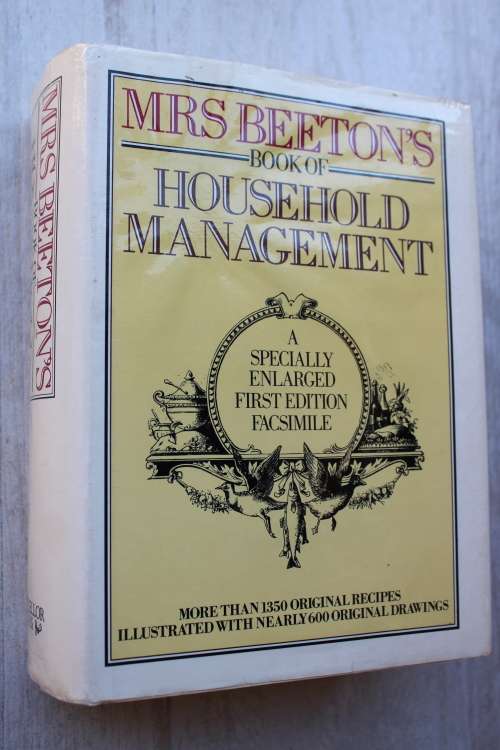 MRS BEETON'S
BOOK OF
HOUSEHOLD
MANAGEMENT
A
SPECIALLY
ENLARGED
FIRST EDITION
FACSIMILE
MORE THAN 1350 ORIGINAL RECIPES
ILLUSTRATED WITH NEARLY 600 ORIGINAL DRAWINGS
MRS BEETON'S